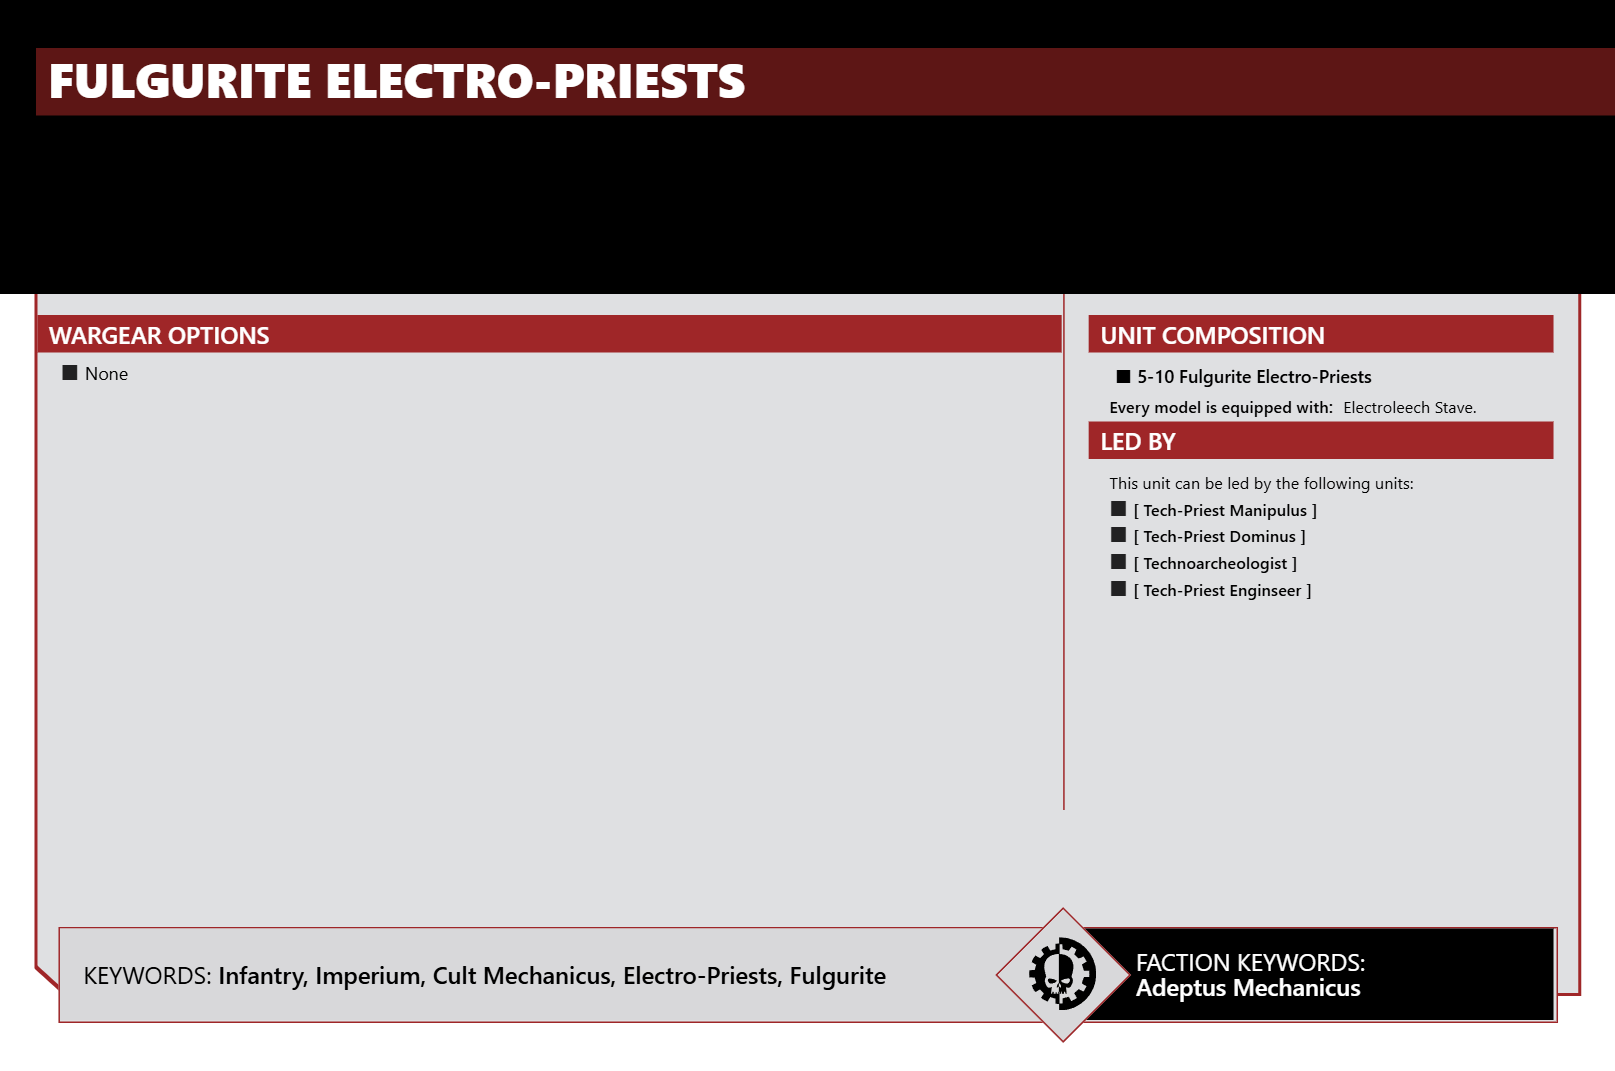 FULGURITE ELECTRO-PRIESTS
WARGEAR OPTIONS
None
UNIT COMPOSITION
5-10 Fulgurite Electro-Priests
Every model is equipped with: Electroleech Stave.
LED BY
This unit can be led by the following units:
[ Tech-Priest Manipulus ]
[ Tech-Priest Dominus ]
[ Technoarcheologist ]
[ Tech-Priest Enginseer ]
KEYWORDS: Infantry, Imperium, Cult Mechanicus, Electro-Priests, Fulgurite
FACTION KEYWORDS:
Adeptus Mechanicus